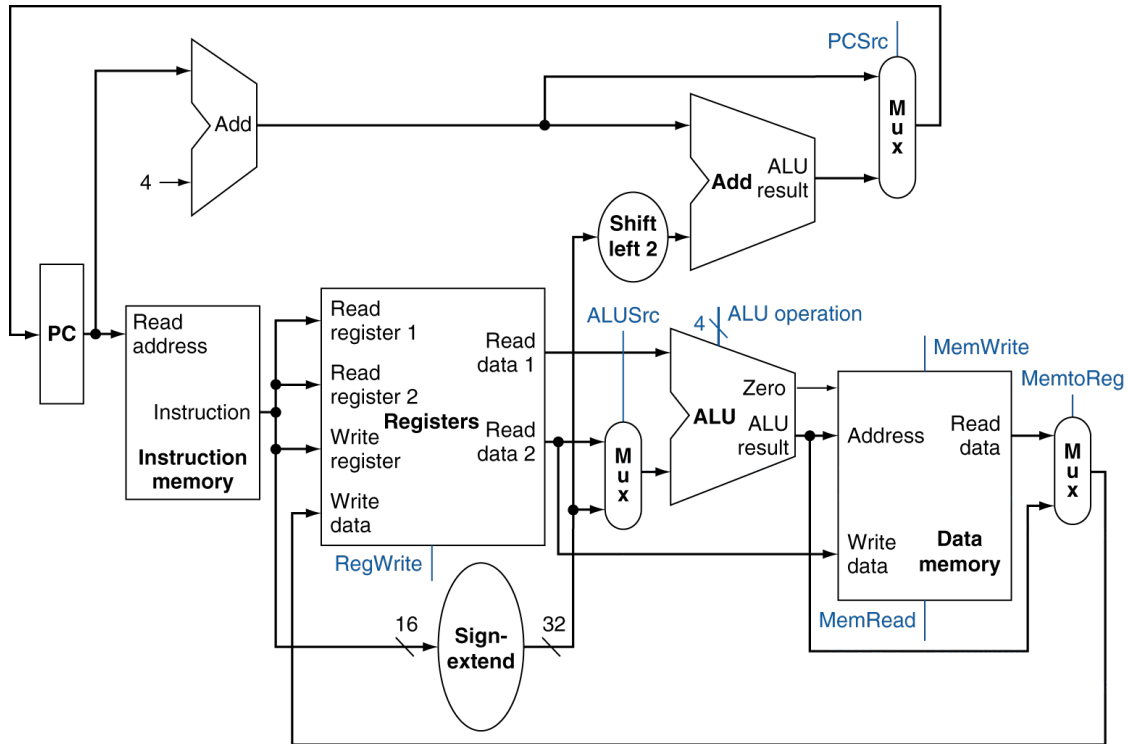 PCSrc
M
u
x
Add
4
Add
ALU
result
Shift
left 2
PC
Read
address
Instruction
Instruction
memory
Read
register 1
Read
register 2
Write
register
Write
data
Registers
Read
data 1
Read
data 2
RegWrite
16
Sign-
extend
32
ALUSrc
M
u
x
4
ALU operation
Zero
ALU
ALU
result
MemWrite
Address
Read
data
Write
data
Data
memory
MemRead
MemtoReg
M
u
x